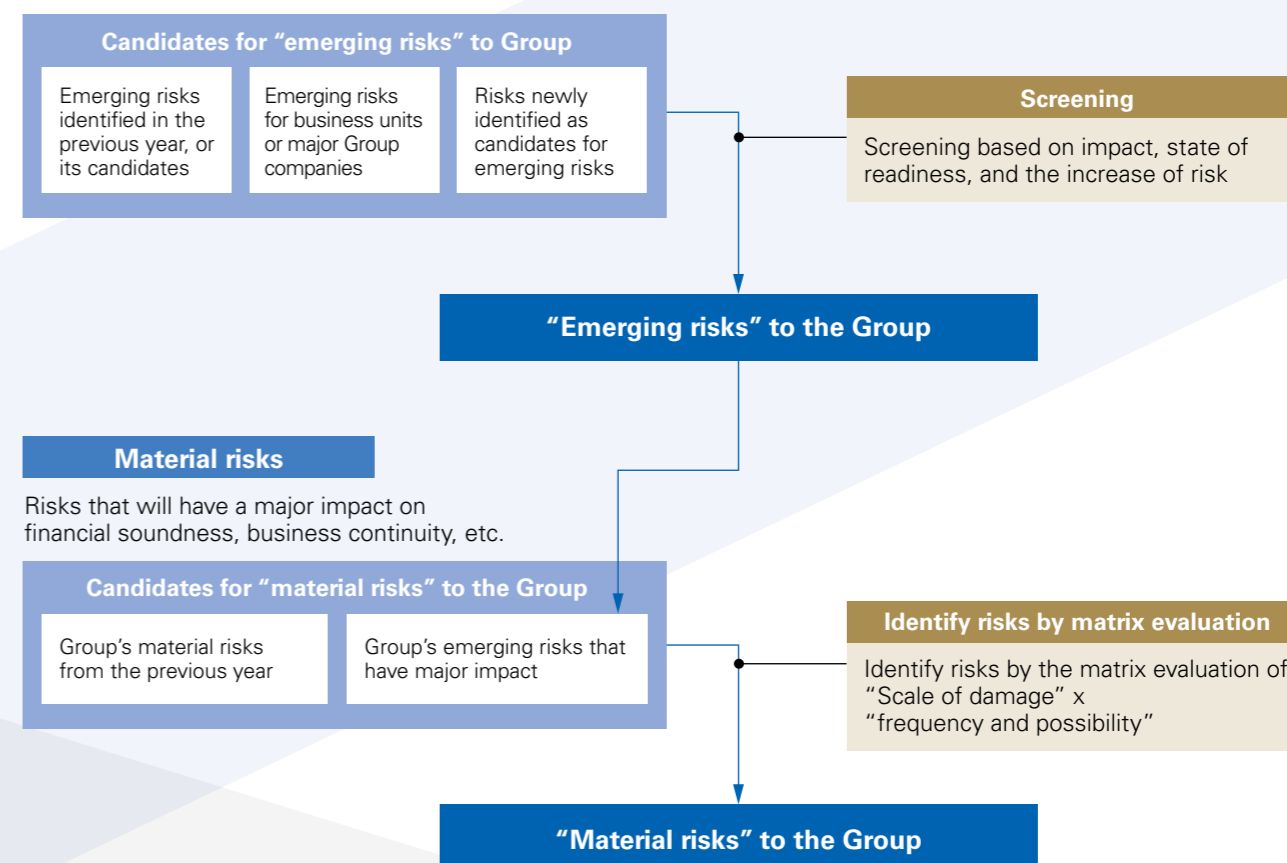 Candidates for “emerging risks” to Group
Emerging risks
identified in the
previous year, or
its candidates
Emerging risks
for business units
or major Group
companies
Risks newly
identified as
candidates for
emerging risks
Screening
Screening based on impact, state of
readiness, and the increase of risk
“Emerging risks” to the Group
Material risks
Risks that will have a major impact on
financial soundness, business continuity, etc.
Candidates for “material risks” to the Group
Group’s material risks
from the previous year
Group’s emerging risks that
have major impact
Identify risks by matrix evaluation
Identify risks by the matrix evaluation of
“Scale of damage” x
“frequency and possibility”
“Material risks” to the Group